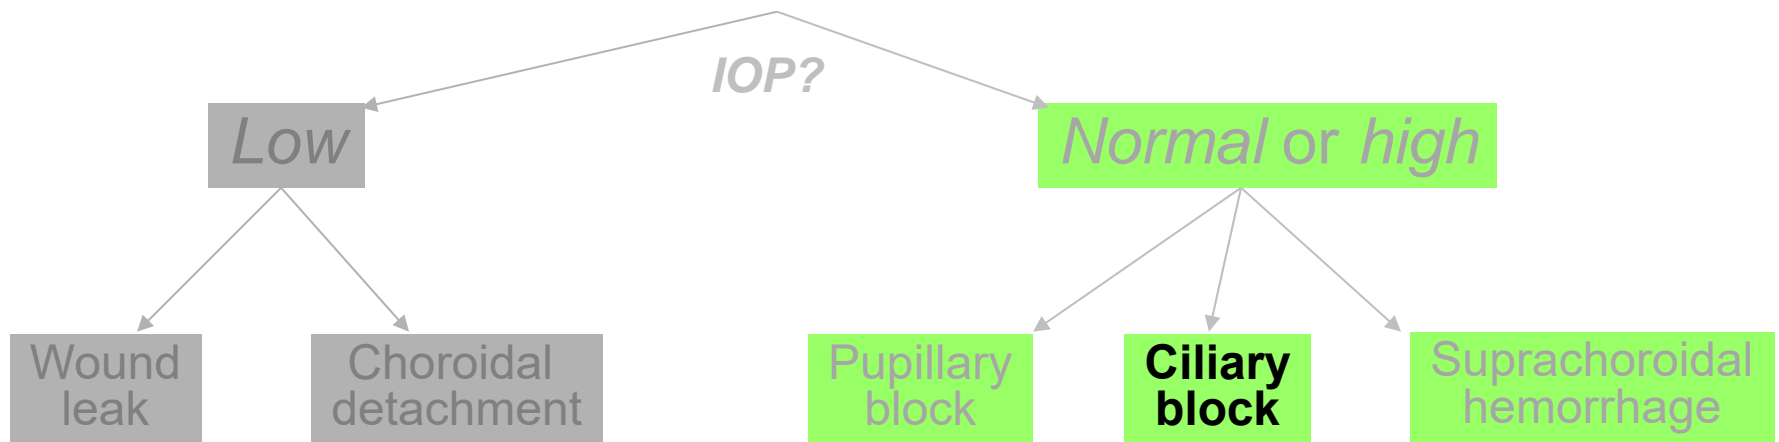 IOP?
Low
Normal or high
Wound
leak
Choroidal
detachment
Pupillary
block
Ciliary
block
Suprachoroidal
hemorrhage